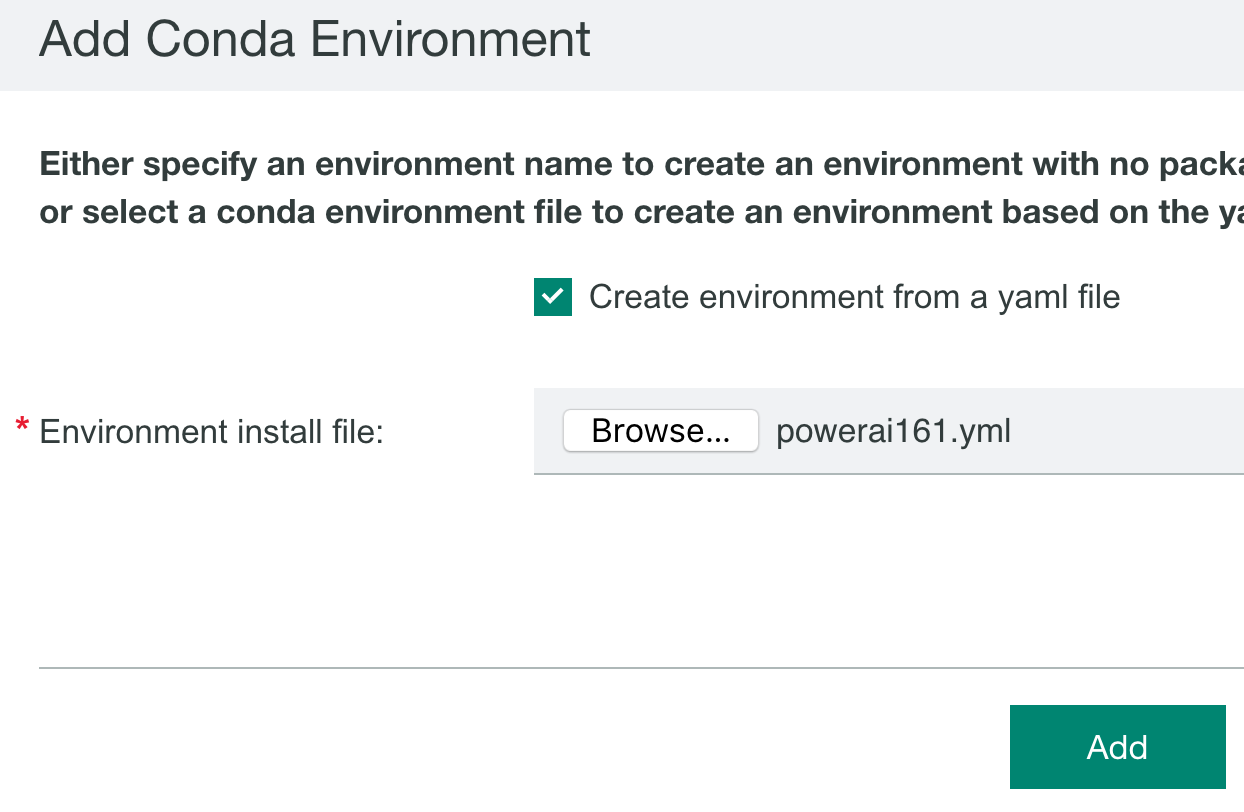 Add Conda Environment
Either specify an environment name to create an environment with no packa
or select a conda environment file to create an environment based on the ya
Create environment from a yaml file
* Environment install file:
Browse... powerai161.yml
Add